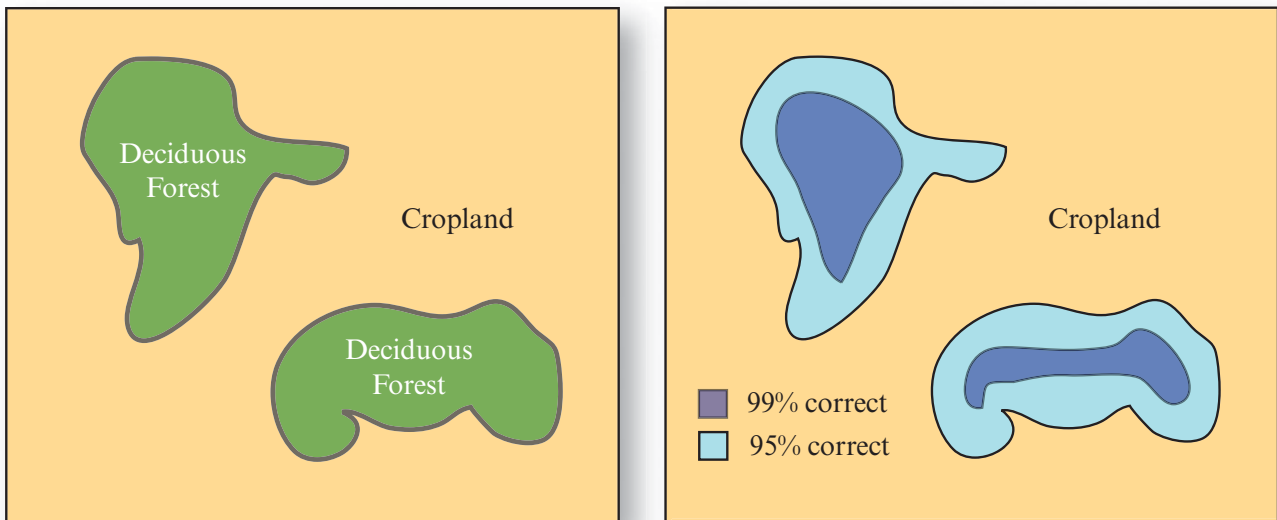 Deciduous
Forest
Cropland
Deciduous
Forest
Cropland
99% correct
95% correct